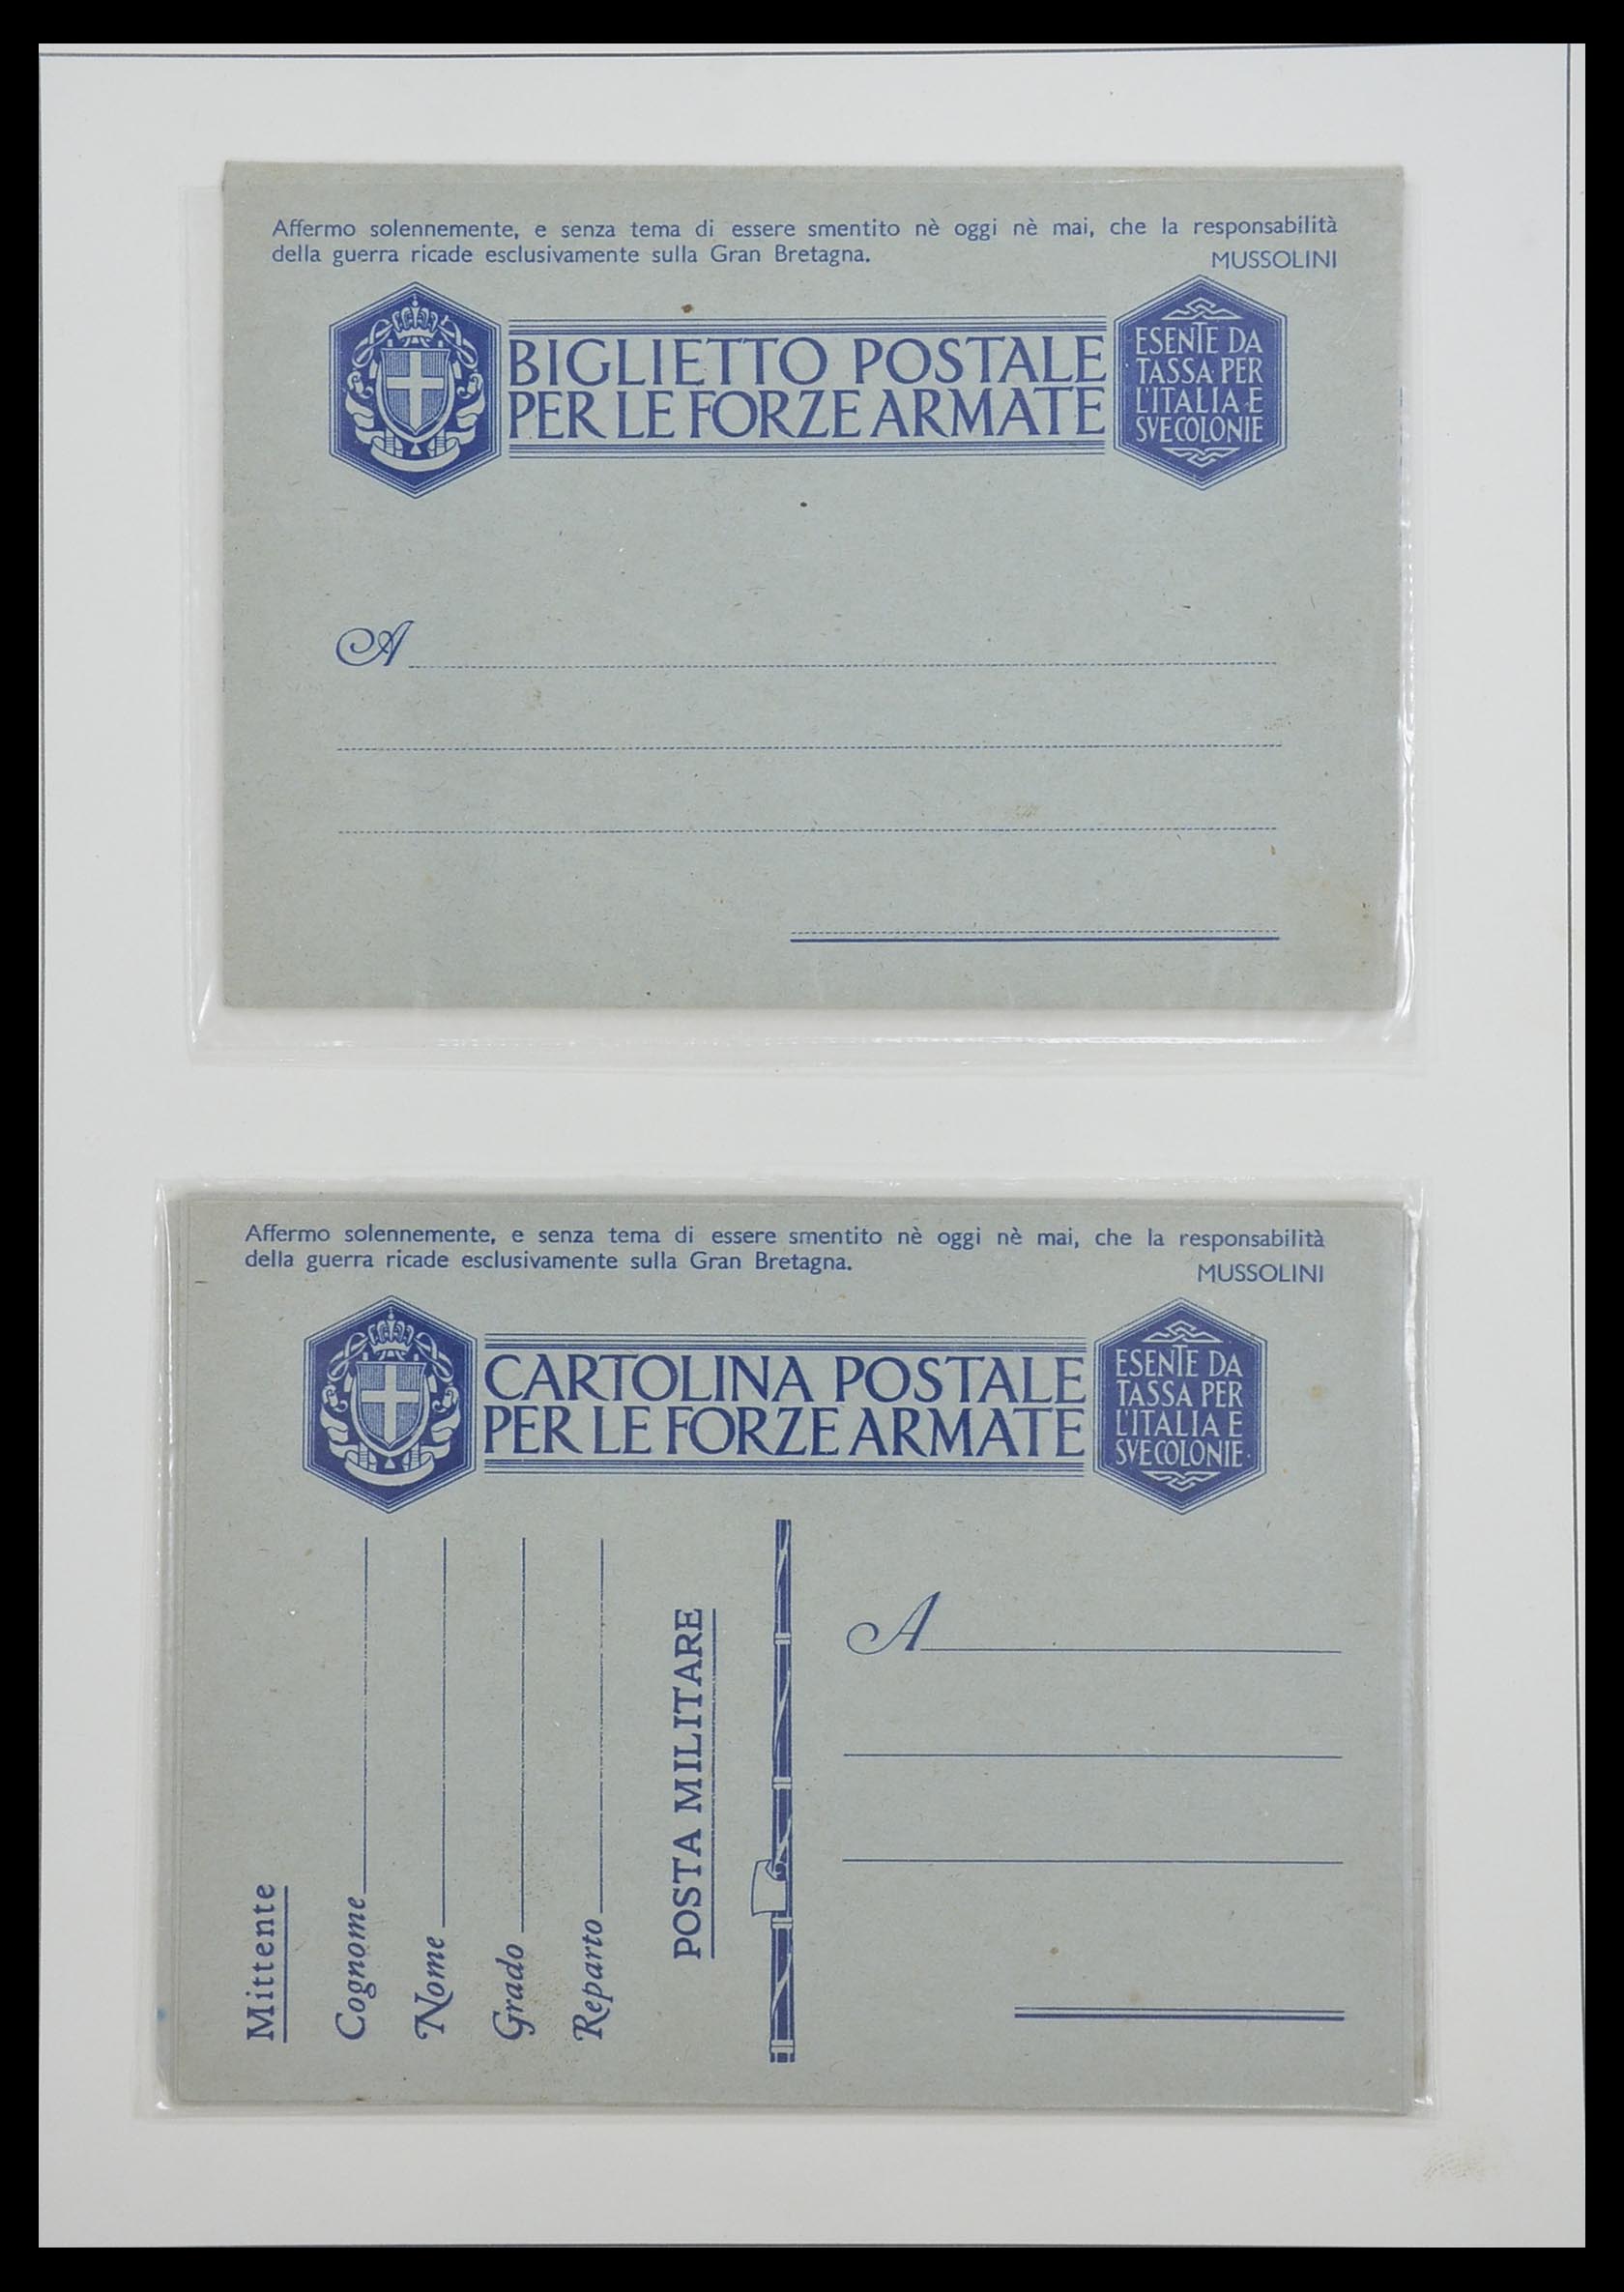 Affermo solennemente, e senza tema di essere smentito nè oggi nè mai, che la responsabilità
della guerra ricade esclusivamente sulla Gran Bretagna.
MUSSOLINI
BIGLIETTO POSTALE
PER LE FORZE ARMATE
ESENTE DA
TASSA PER
L'ITALIA E
SVE COLONIE
A
Affermo solennemente, e senza tema di essere smentito nè oggi nè mai, che la responsabilità
della guerra ricade esclusivamente sulla Gran Bretagna.
MUSSOLINI
CARTOLINA POSTALE
PER LE FORZE ARMATE
ESENTE DA
TASSA PER
L'ITALIA E
SVE COLONIE
Mittente
Cognome
Nome
Grado
Reparto
POSTA MILITARE
A